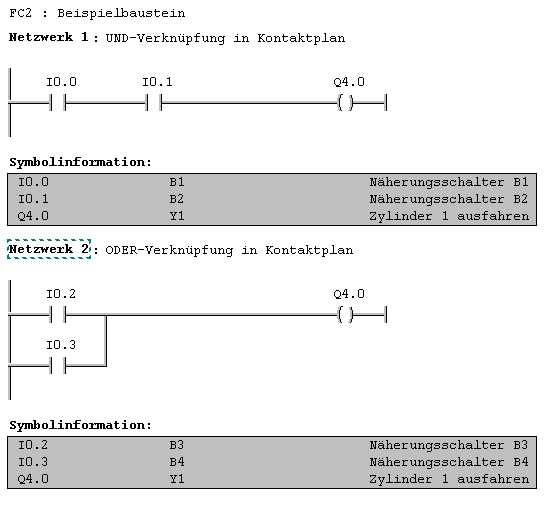 FC2 : Beispielbaustein
Netzwerk 1 : UND-Verknüpfung in Kontaktplan
I0.0 I0.1 Q4.0
Symbolinformation:
I0.0 B1 Näherungsschalter B1
I0.1 B2 Näherungsschalter B2
Q4.0 Y1 Zylinder 1 ausfahren
Netzwerk 2 : ODER-Verknüpfung in Kontaktplan
I0.2 Q4.0
I0.3
Symbolinformation:
I0.2 B3 Näherungsschalter B3
I0.3 B4 Näherungsschalter B4
Q4.0 Y1 Zylinder 1 ausfahren